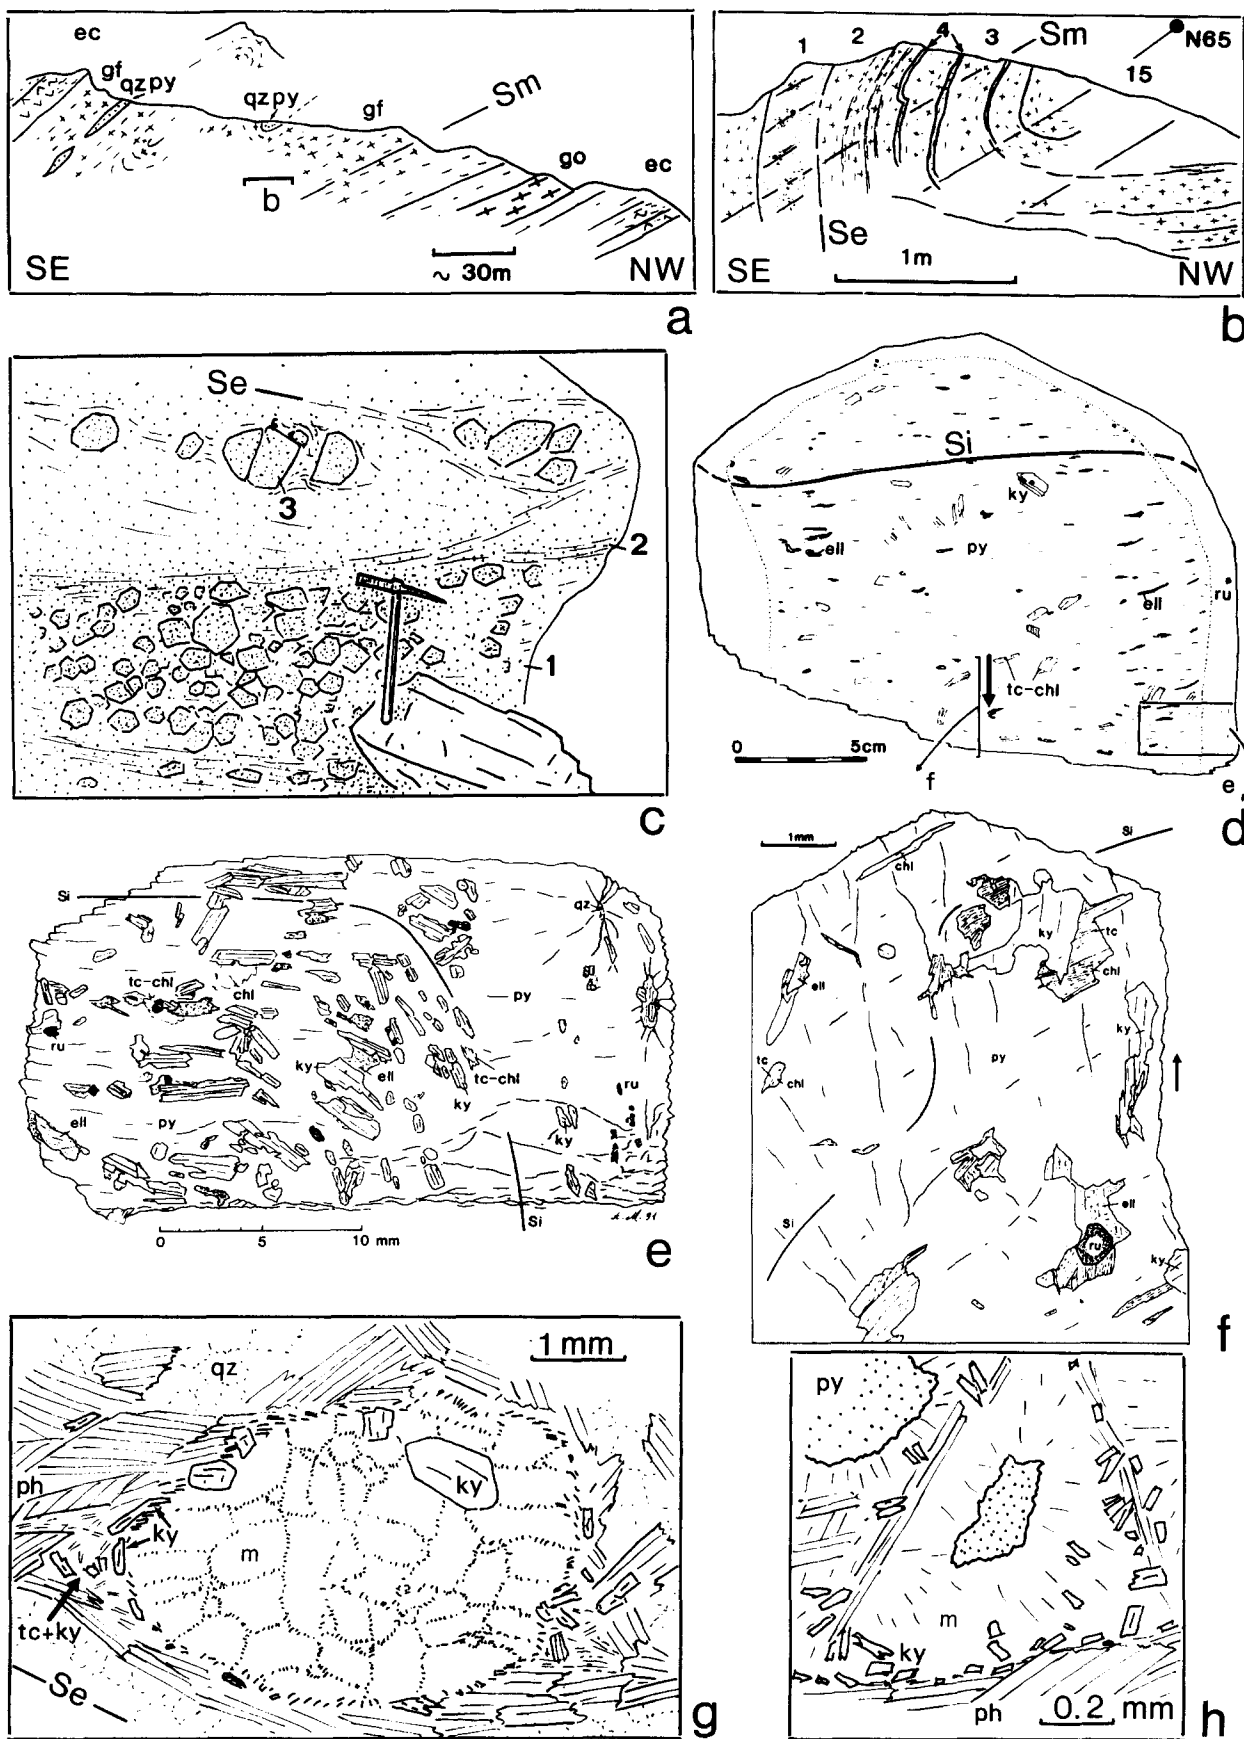 ec
gf
qzpy
qzpy
gf
Sm
go
ec
b
SE
~ 30m
NW
a
1
2
4
3
Sm
N65
15
Se
SE
1m
NW
b
Se
3
2
1
c
Si
ky
ell
py
ell
ru
tc-chl
0 5cm
f
e
d
Si
qz
tc-chl
chl
py
ru
ky
ell
tc-chl
ky
ru
ell
py
ky
Si
0 5 10 mm
e
1mm
Si
chl
ky
tc
chl
ell
ky
tc
chl
py
Si
ell
ru
ky
f
qz
1 mm
ph
ky
ky
m
tc+ky
Se
g
py
m
ky
ph
0.2 mm
h